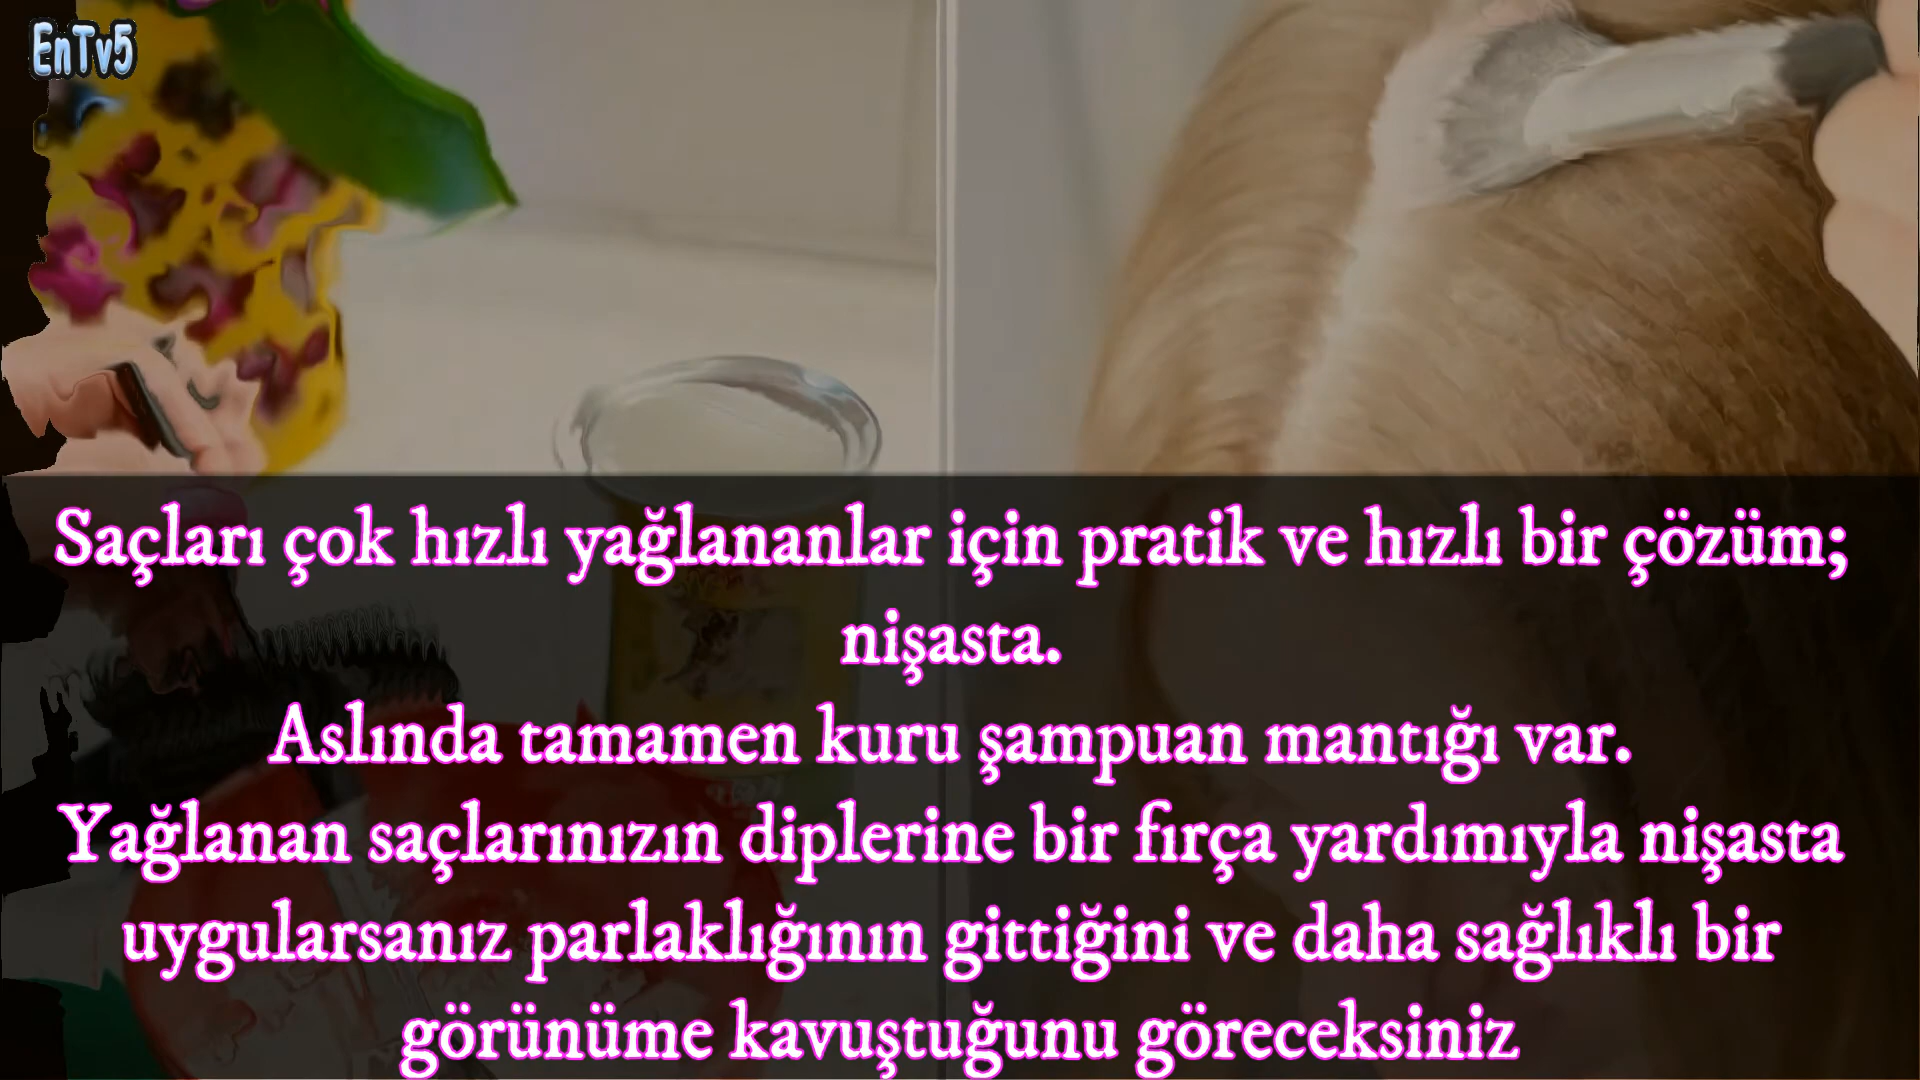 EnTv5
Saçları çok hızlı yağlananlar için pratik ve hızlı bir çözüm;
nişasta.
Aslında tamamen kuru şampuan mantığı var.
Yağlanan saçlarınızın diplerine bir fırça yardımıyla nişasta
uygularsanız parlaklığının gittiğini ve daha sağlıklı bir
görünüme kavuştuğunu göreceksiniz